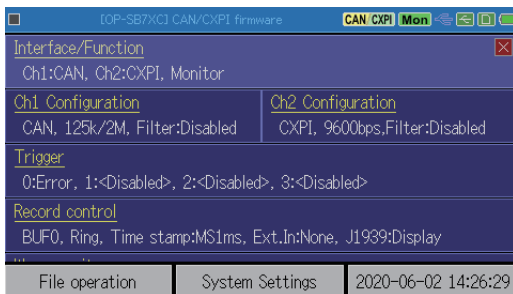 [OP-SB7XC] CAN/CXPI firmware CAN/CXPI Mon
Interface/Function
Ch1:CAN, Ch2:CXPI, Monitor
Ch1 Configuration
CAN, 125k/2M, Filter:Disabled
Ch2 Configuration
CXPI, 9600bps,Filter:Disabled
Trigger
0:Error, 1:<Disabled>, 2:<Disabled>, 3:<Disabled>
Record control
BUF0, Ring, Time stamp:MS1ms, Ext.In:None, J1939:Display
File operation
System Settings
2020-06-02 14:26:29